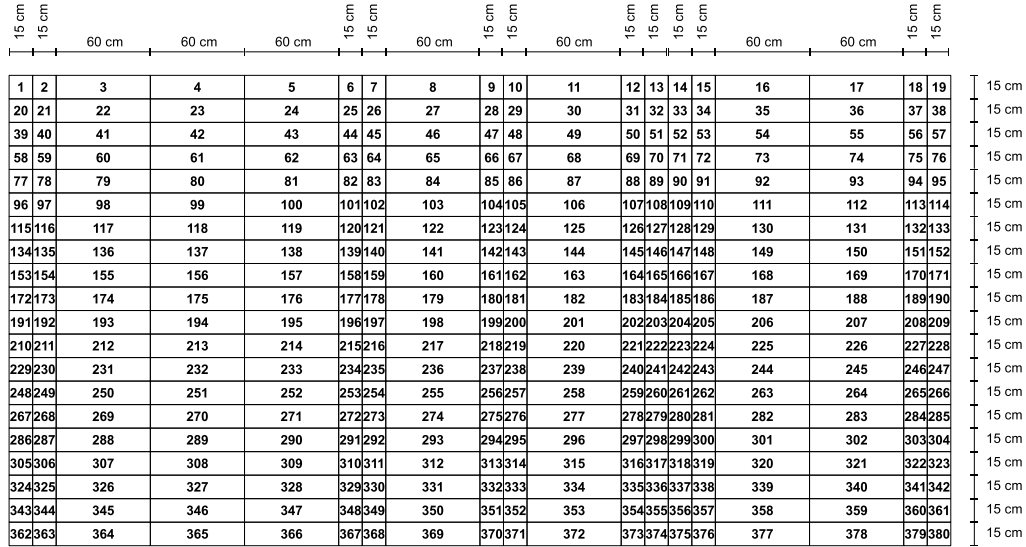 15 cm 15 cm 15 cm 15 cm 15 cm 15 cm 15 cm 15 cm 15 cm 15 cm 15 cm 15 cm
60 cm 60 cm 60 cm 60 cm 60 cm 60 cm 60 cm
1 2 3 4 5 6 7 8 9 10 11 12 13 14 15 16 17 18 19 15 cm
20 21 22 23 24 25 26 27 28 29 30 31 32 33 34 35 36 37 38 15 cm
39 40 41 42 43 44 45 46 47 48 49 50 51 52 53 54 55 56 57 15 cm
58 59 60 61 62 63 64 65 66 67 68 69 70 71 72 73 74 75 76 15 cm
77 78 79 80 81 82 83 84 85 86 87 88 89 90 91 92 93 94 95 15 cm
96 97 98 99 100 101 102 103 104 105 106 107 108 109 110 111 112 113 114 15 cm
115 116 117 118 119 120 121 122 123 124 125 126 127 128 129 130 131 132 133 15 cm
134 135 136 137 138 139 140 141 142 143 144 145 146 147 148 149 150 151 152 15 cm
153 154 155 156 157 158 159 160 161 162 163 164 165 166 167 168 169 170 171 15 cm
172 173 174 175 176 177 178 179 180 181 182 183 184 185 186 187 188 189 190 15 cm
191 192 193 194 195 196 197 198 199 200 201 202 203 204 205 206 207 208 209 15 cm
210 211 212 213 214 215 216 217 218 219 220 221 222 223 224 225 226 227 228 15 cm
229 230 231 232 233 234 235 236 237 238 239 240 241 242 243 244 245 246 247 15 cm
248 249 250 251 252 253 254 255 256 257 258 259 260 261 262 263 264 265 266 15 cm
267 268 269 270 271 272 273 274 275 276 277 278 279 280 281 282 283 284 285 15 cm
286 287 288 289 290 291 292 293 294 295 296 297 298 299 300 301 302 303 304 15 cm
305 306 307 308 309 310 311 312 313 314 315 316 317 318 319 320 321 322 323 15 cm
324 325 326 327 328 329 330 331 332 333 334 335 336 337 338 339 340 341 342 15 cm
343 344 345 346 347 348 349 350 351 352 353 354 355 356 357 358 359 360 361 15 cm
362 363 364 365 366 367 368 369 370 371 372 373 374 375 376 377 378 379 380 15 cm